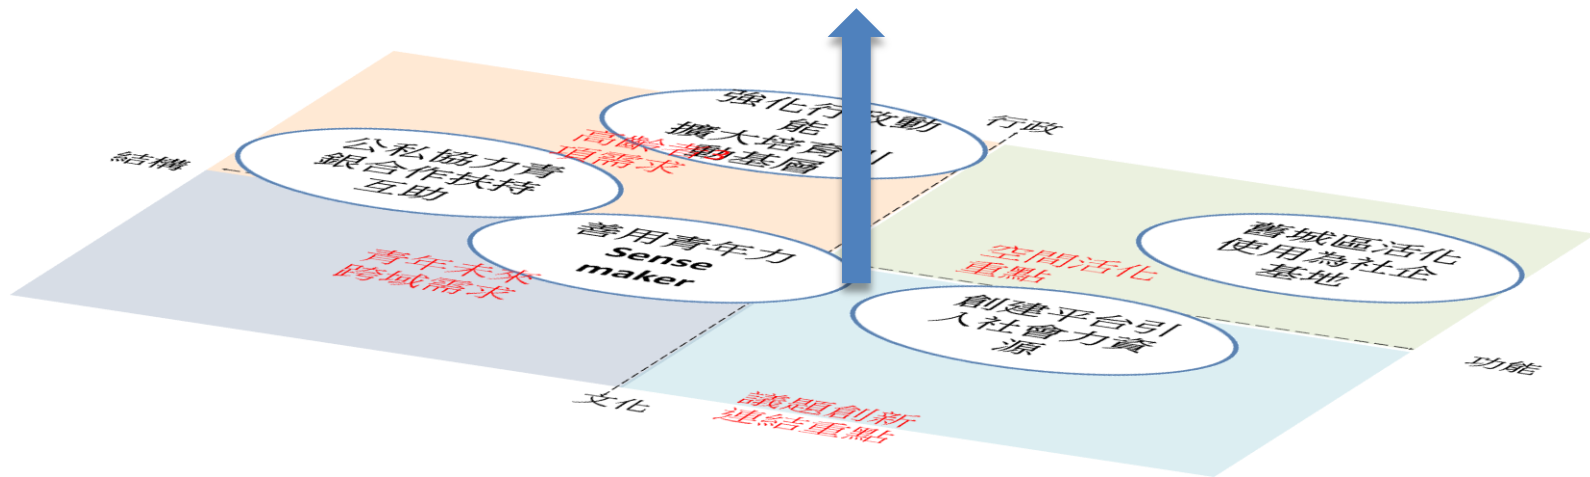 強化行政動
能
擴大培育引
動基層
行政
高齡者
項需求
公私協力青
銀合作扶持
互助
結構
善用青年力
Sense
maker
青年未來
跨域需求
舊城區活化
使用為社企
基地
空間活化
重點
創建平台引
入社會力資
源
功能
文化
議題創新
連結重點